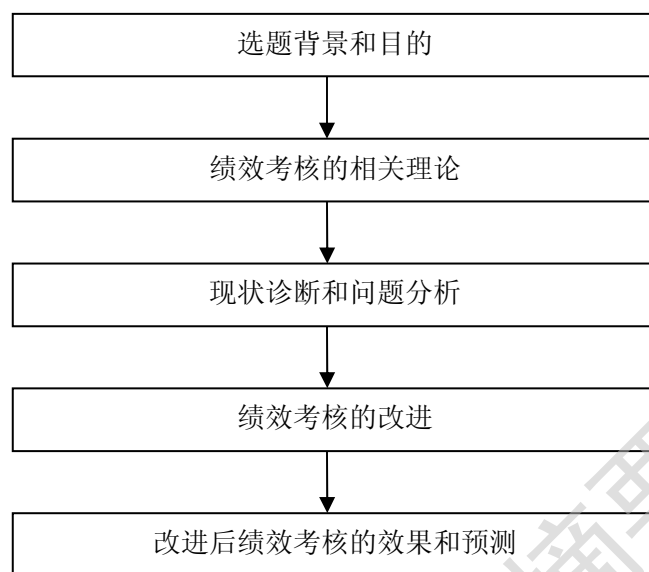 选题背景和目的
绩效考核的相关理论
现状诊断和问题分析
绩效考核的改进
改进后绩效考核的效果和预测
摘要